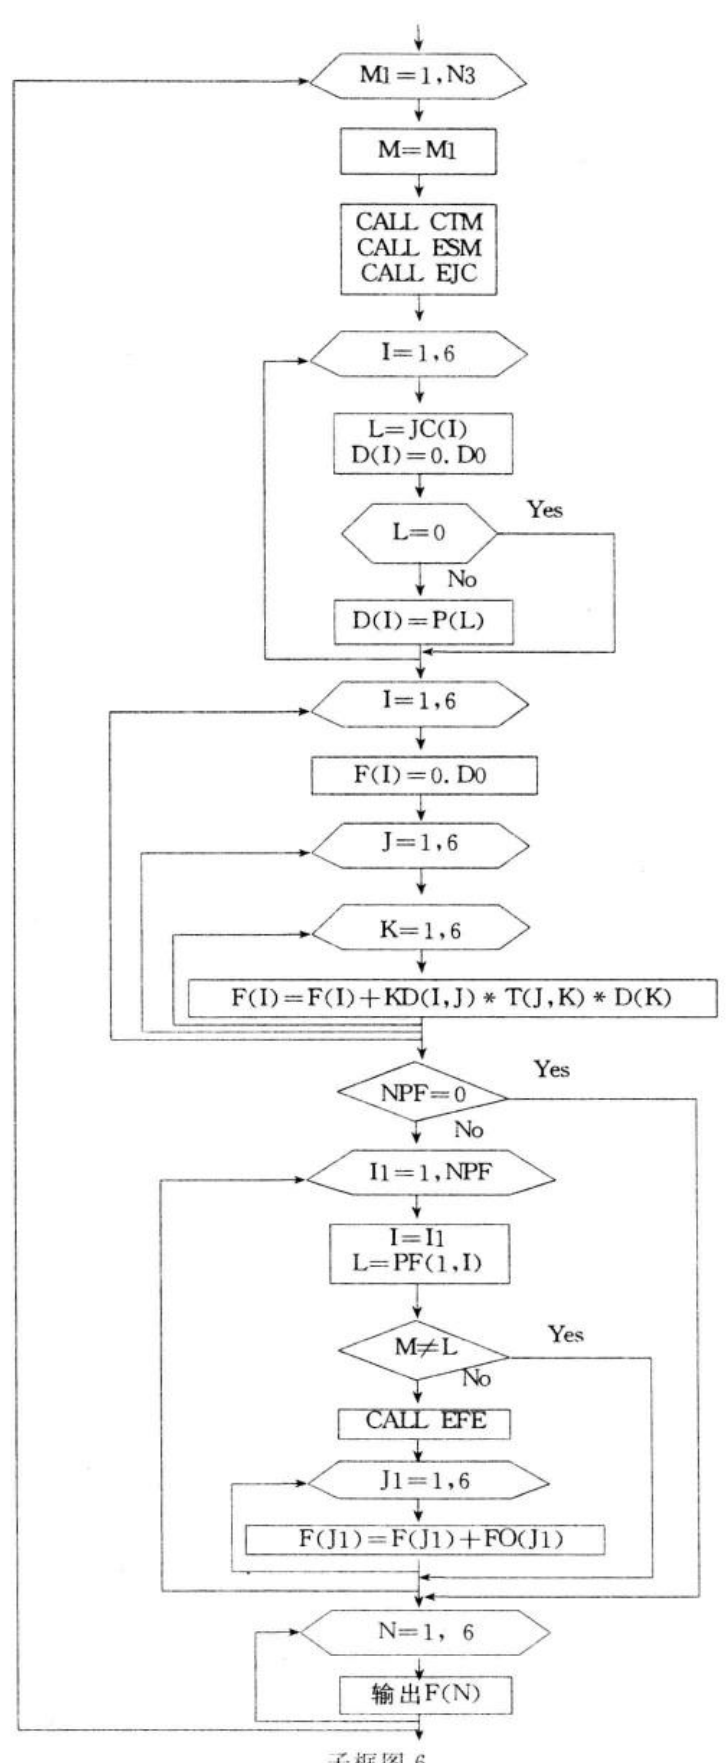 M1=1,N3
M=M1
CALL CTM
CALL ESM
CALL EJC
I=1,6
L=JC(I)
D(I)=0.D0
L=0
Yes
No
D(I)=P(L)
I=1,6
F(I)=0.D0
J=1,6
K=1,6
F(I)=F(I)+KD(I,J)*T(J,K)*D(K)
NPF=0
Yes
No
I1=1,NPF
I=I1
L=PF(1,I)
M≠L
Yes
No
CALL EFE
J1=1,6
F(J1)=F(J1)+FO(J1)
N=1, 6
输出F(N)
子框图 6